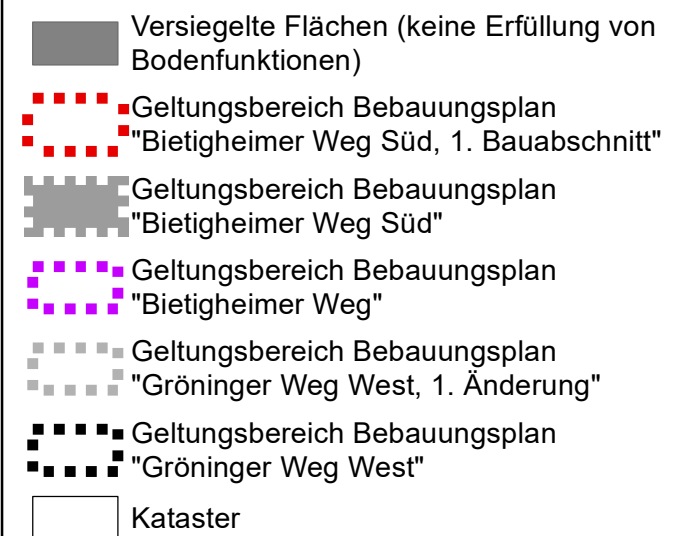 Versiegelte Flächen (keine Erfüllung von
Bodenfunktionen)
Geltungsbereich Bebauungsplan
"Bietigheimer Weg Süd, 1. Bauabschnitt"
Geltungsbereich Bebauungsplan
"Bietigheimer Weg Süd"
Geltungsbereich Bebauungsplan
"Bietigheimer Weg"
Geltungsbereich Bebauungsplan
"Gröninger Weg West, 1. Änderung"
Geltungsbereich Bebauungsplan
"Gröninger Weg West"
Kataster